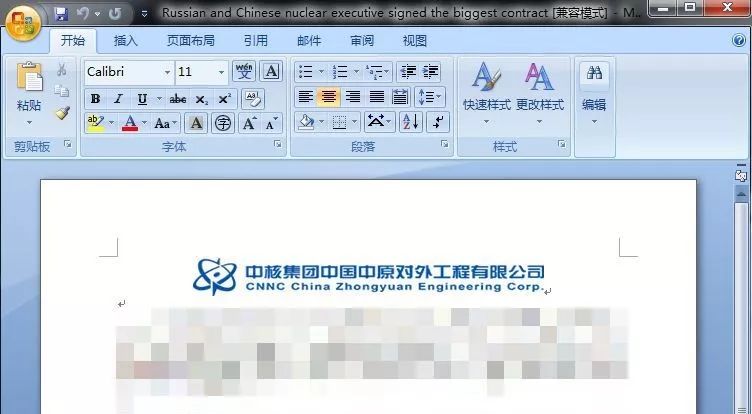 Russian and Chinese nuclear executive signed the biggest contract [兼容模式] - M...
开始 插入 页面布局 引用 邮件 审阅 视图
Calibri 11 wén 文 A
粘贴 B I U abc x₂ x² Aa A 字 A A 快速样式 更改样式 编辑
剪贴板 字体 段落 样式
中核集团中国中原对外工程有限公司
CNNC China Zhongyuan Engineering Corp.